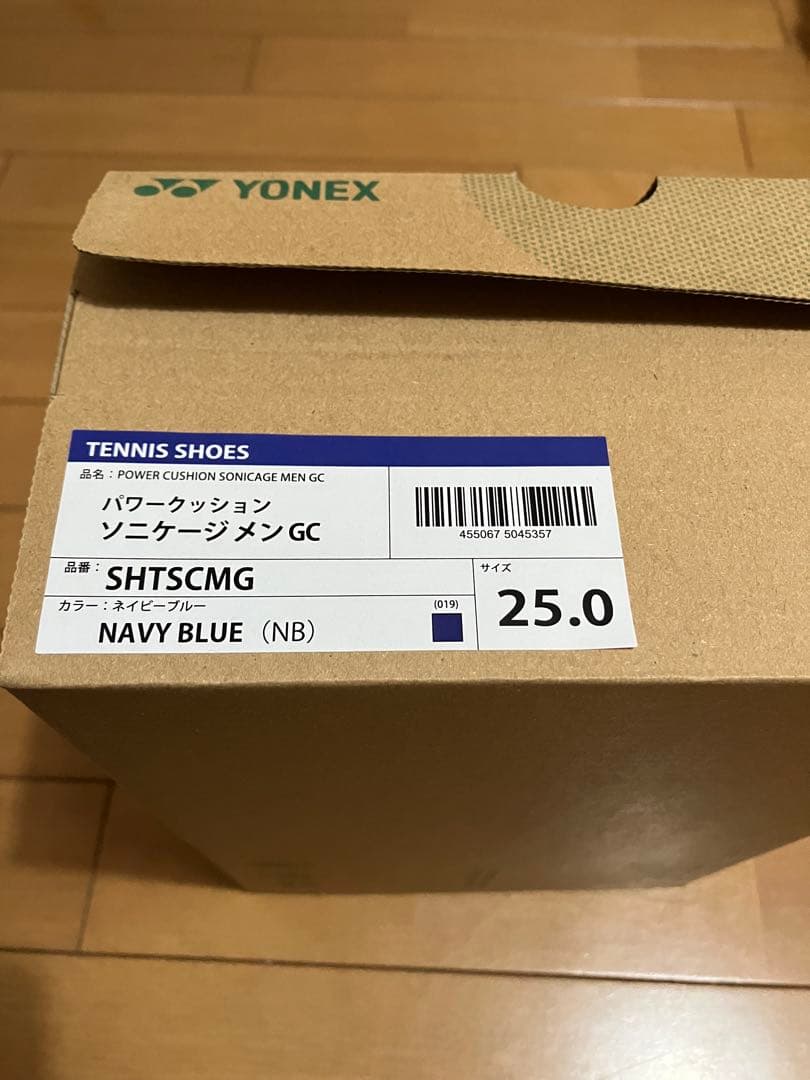 YONEX
TENNIS SHOES
品名：POWER CUSHION SONICAGE MEN GC
パワークッション
ソニケージ メン GC
455067 5045357
品番： SHTSCMG
サイズ
25.0
カラー：ネイビーブルー
(019)
NAVY BLUE（NB）